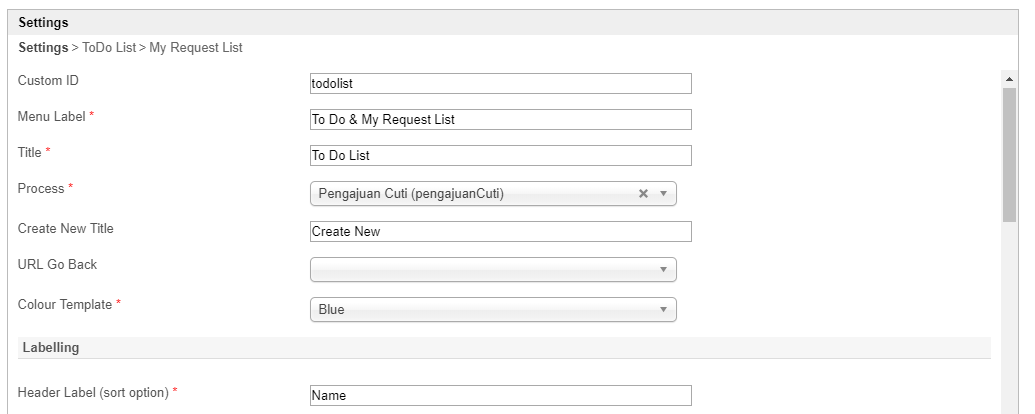 Settings
Settings > ToDo List > My Request List
Custom ID todolist
Menu Label * To Do & My Request List
Title * To Do List
Process * Pengajuan Cuti (pengajuanCuti)
Create New Title Create New
URL Go Back
Colour Template * Blue
Labelling
Header Label (sort option) * Name